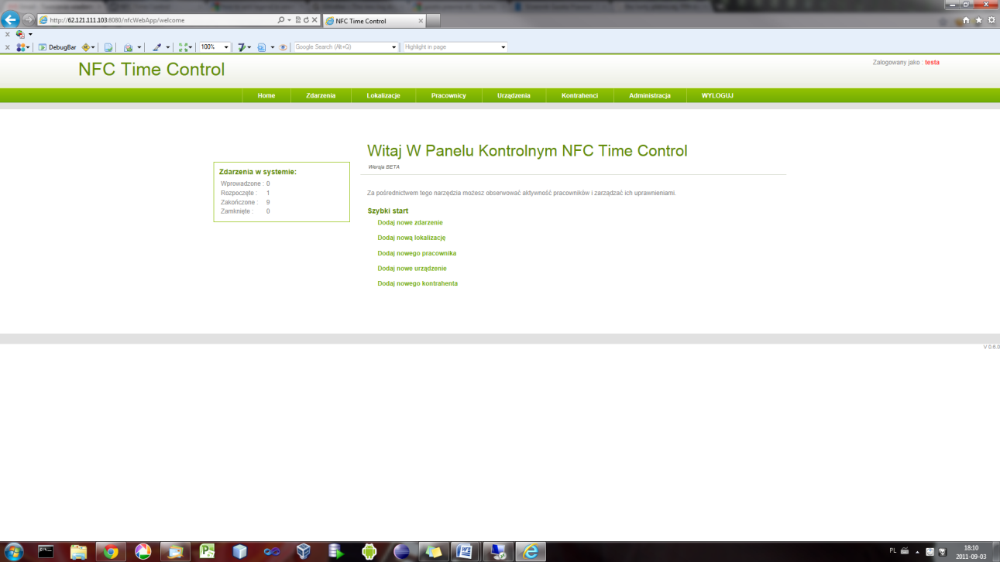 http://62.121.111.103:8080/nfcWebApp/welcome
NFC Time Control
DebugBar
100%
Google Search (Alt+Q)
Highlight in page
NFC Time Control
Zalogowany jako : testa
Home Zdarzenia Lokalizacje Pracownicy Urządzenia Kontrahenci Administracja WYLOGUJ
Witaj W Panelu Kontrolnym NFC Time Control
Wersja BETA
Zdarzenia w systemie:
Wprowadzone : 0
Rozpoczęte : 1
Zakończone : 9
Zamknięte : 0
Za pośrednictwem tego narzędzia możesz obserwować aktywność pracowników i zarządzać ich uprawnieniami.
Szybki start
Dodaj nowe zdarzenie
Dodaj nową lokalizację
Dodaj nowego pracownika
Dodaj nowe urządzenie
Dodaj nowego kontrahenta
V 0.6.0
PL
18:10
2011-09-03